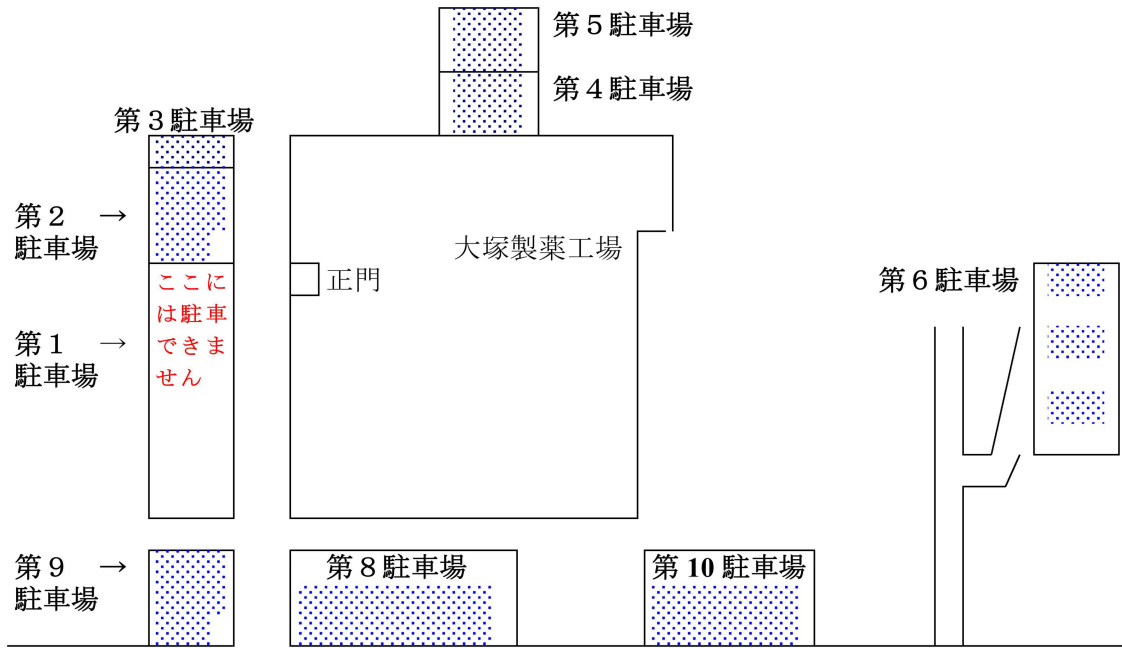 第５駐車場
第４駐車場
第３駐車場
第２ →
駐車場
大塚製薬工場
正門
ここに
は駐車
できま
せん
第６駐車場
第１ →
駐車場
第９ →
駐車場
第８駐車場
第10駐車場